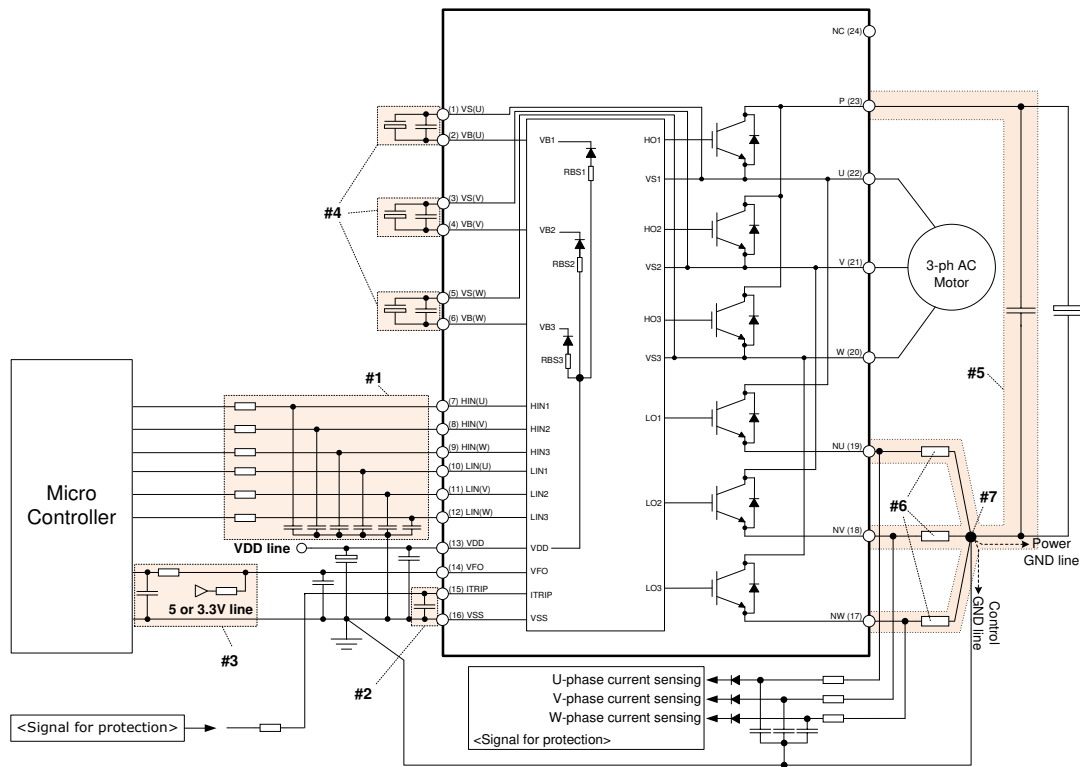 NC (24)
P (23)
U (22)
V (21)
W (20)
NU (19)
NV (18)
NW (17)
(1) VS(U)
(2) VB(U)
(3) VS(V)
(4) VB(V)
(5) VS(W)
(6) VB(W)
(7) HIN(U)
(8) HIN(V)
(9) HIN(W)
(10) LIN(U)
(11) LIN(V)
(12) LIN(W)
(13) VDD
(14) VFO
(15) ITRIP
(16) VSS
VB1
RBS1
VB2
RBS2
VB3
RBS3
HIN1
HIN2
HIN3
LIN1
LIN2
LIN3
VDD
VFO
ITRIP
VSS
HO1
VS1
HO2
VS2
HO3
VS3
LO1
LO2
LO3
3-ph AC
Motor
#4
#1
#5
#6
#7
Power
GND line
Control
GND line
Micro
Controller
VDD line
5 or 3.3V line
#3
#2
<Signal for protection>
U-phase current sensing
V-phase current sensing
W-phase current sensing
<Signal for protection>